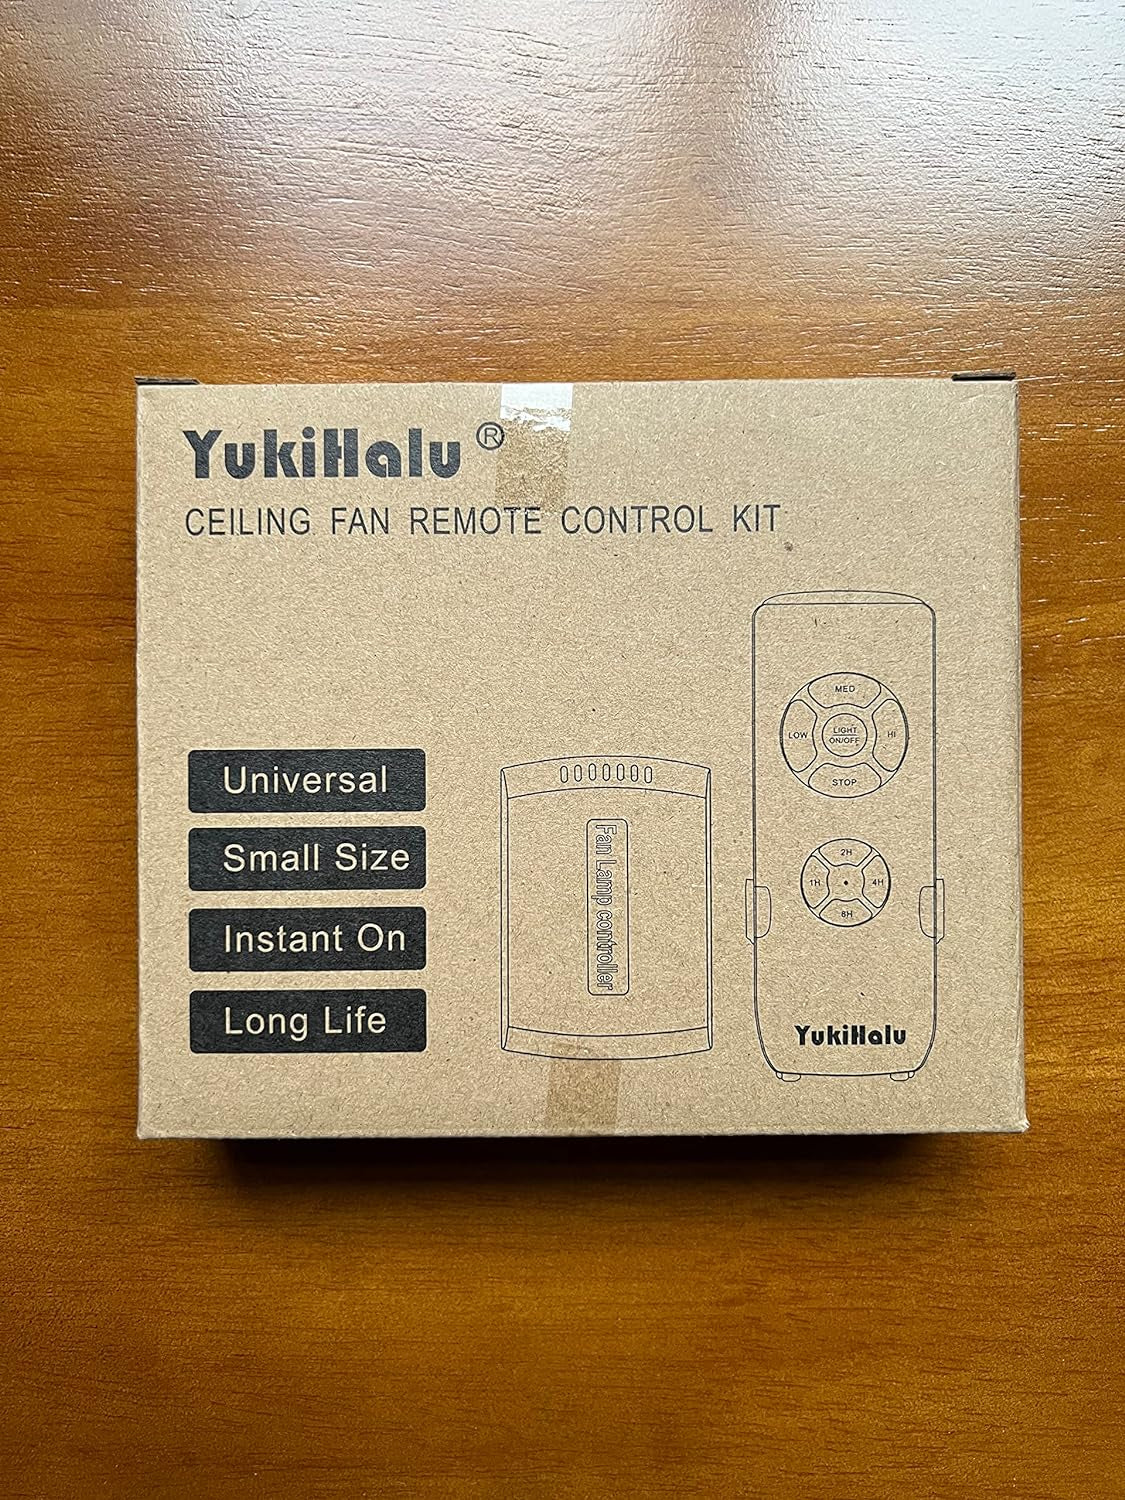 YukiHalu®
CEILING FAN REMOTE CONTROL KIT
Universal
Small Size
Instant On
Long Life
Fan Lamp controller
MED
LOW
LIGHT
ON/OFF
HI
STOP
2H
1H
4H
8H
YukiHalu